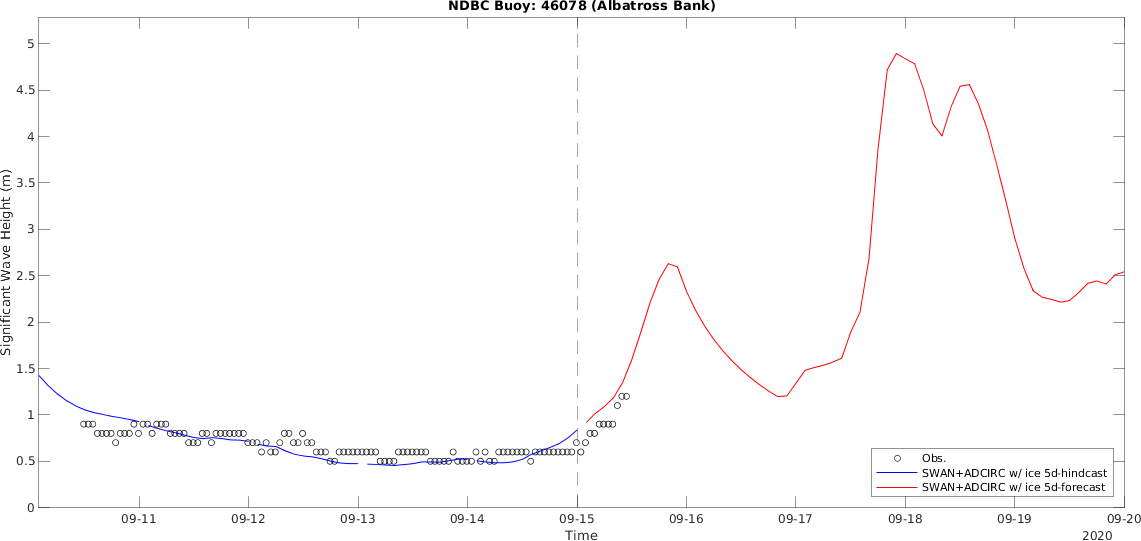 NDBC Buoy: 46078 (Albatross Bank)
5
4.5
4
3.5
3
2.5
2
1.5
1
0.5
0
Significant Wave Height (m)
Obs.
SWAN+ADCIRC w/ ice 5d-hindcast
SWAN+ADCIRC w/ ice 5d-forecast
09-11 09-12 09-13 09-14 09-15 09-16 09-17 09-18 09-19 09-20
Time
2020